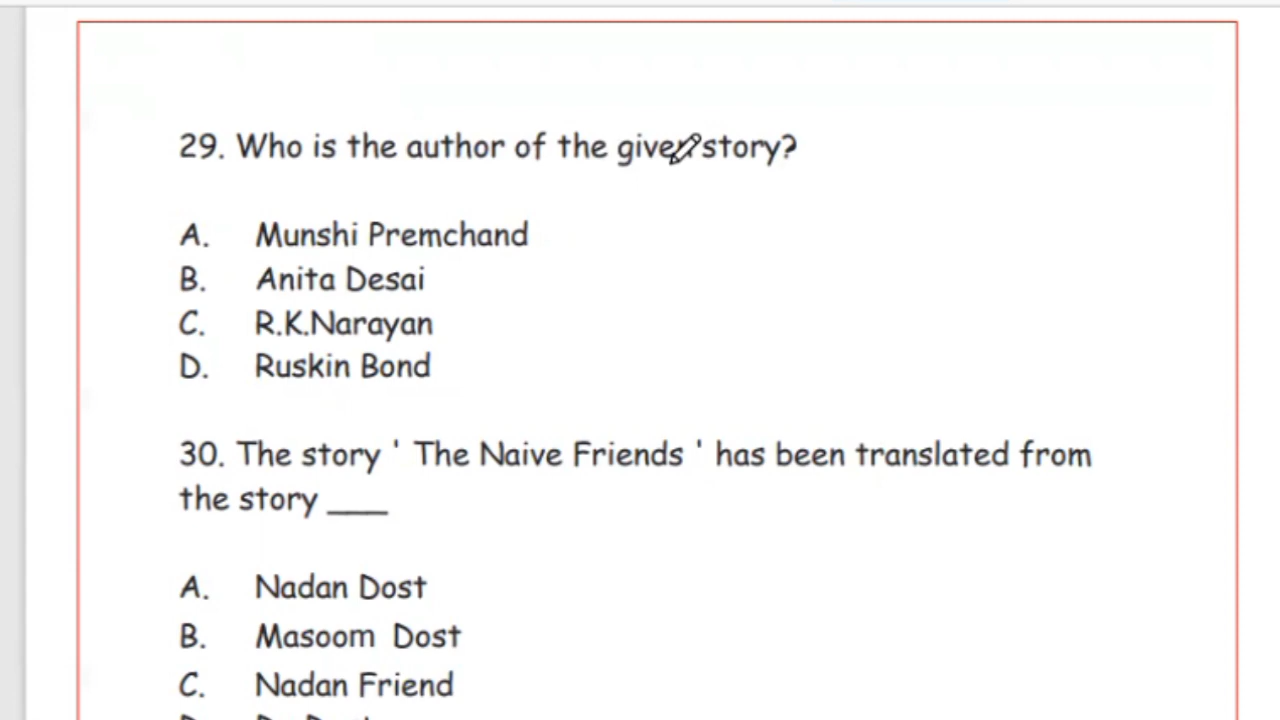 29. Who is the author of the given story?
A. Munshi Premchand
B. Anita Desai
C. R.K.Narayan
D. Ruskin Bond
30. The story ' The Naive Friends ' has been translated from
the story ___
A. Nadan Dost
B. Masoom Dost
C. Nadan Friend